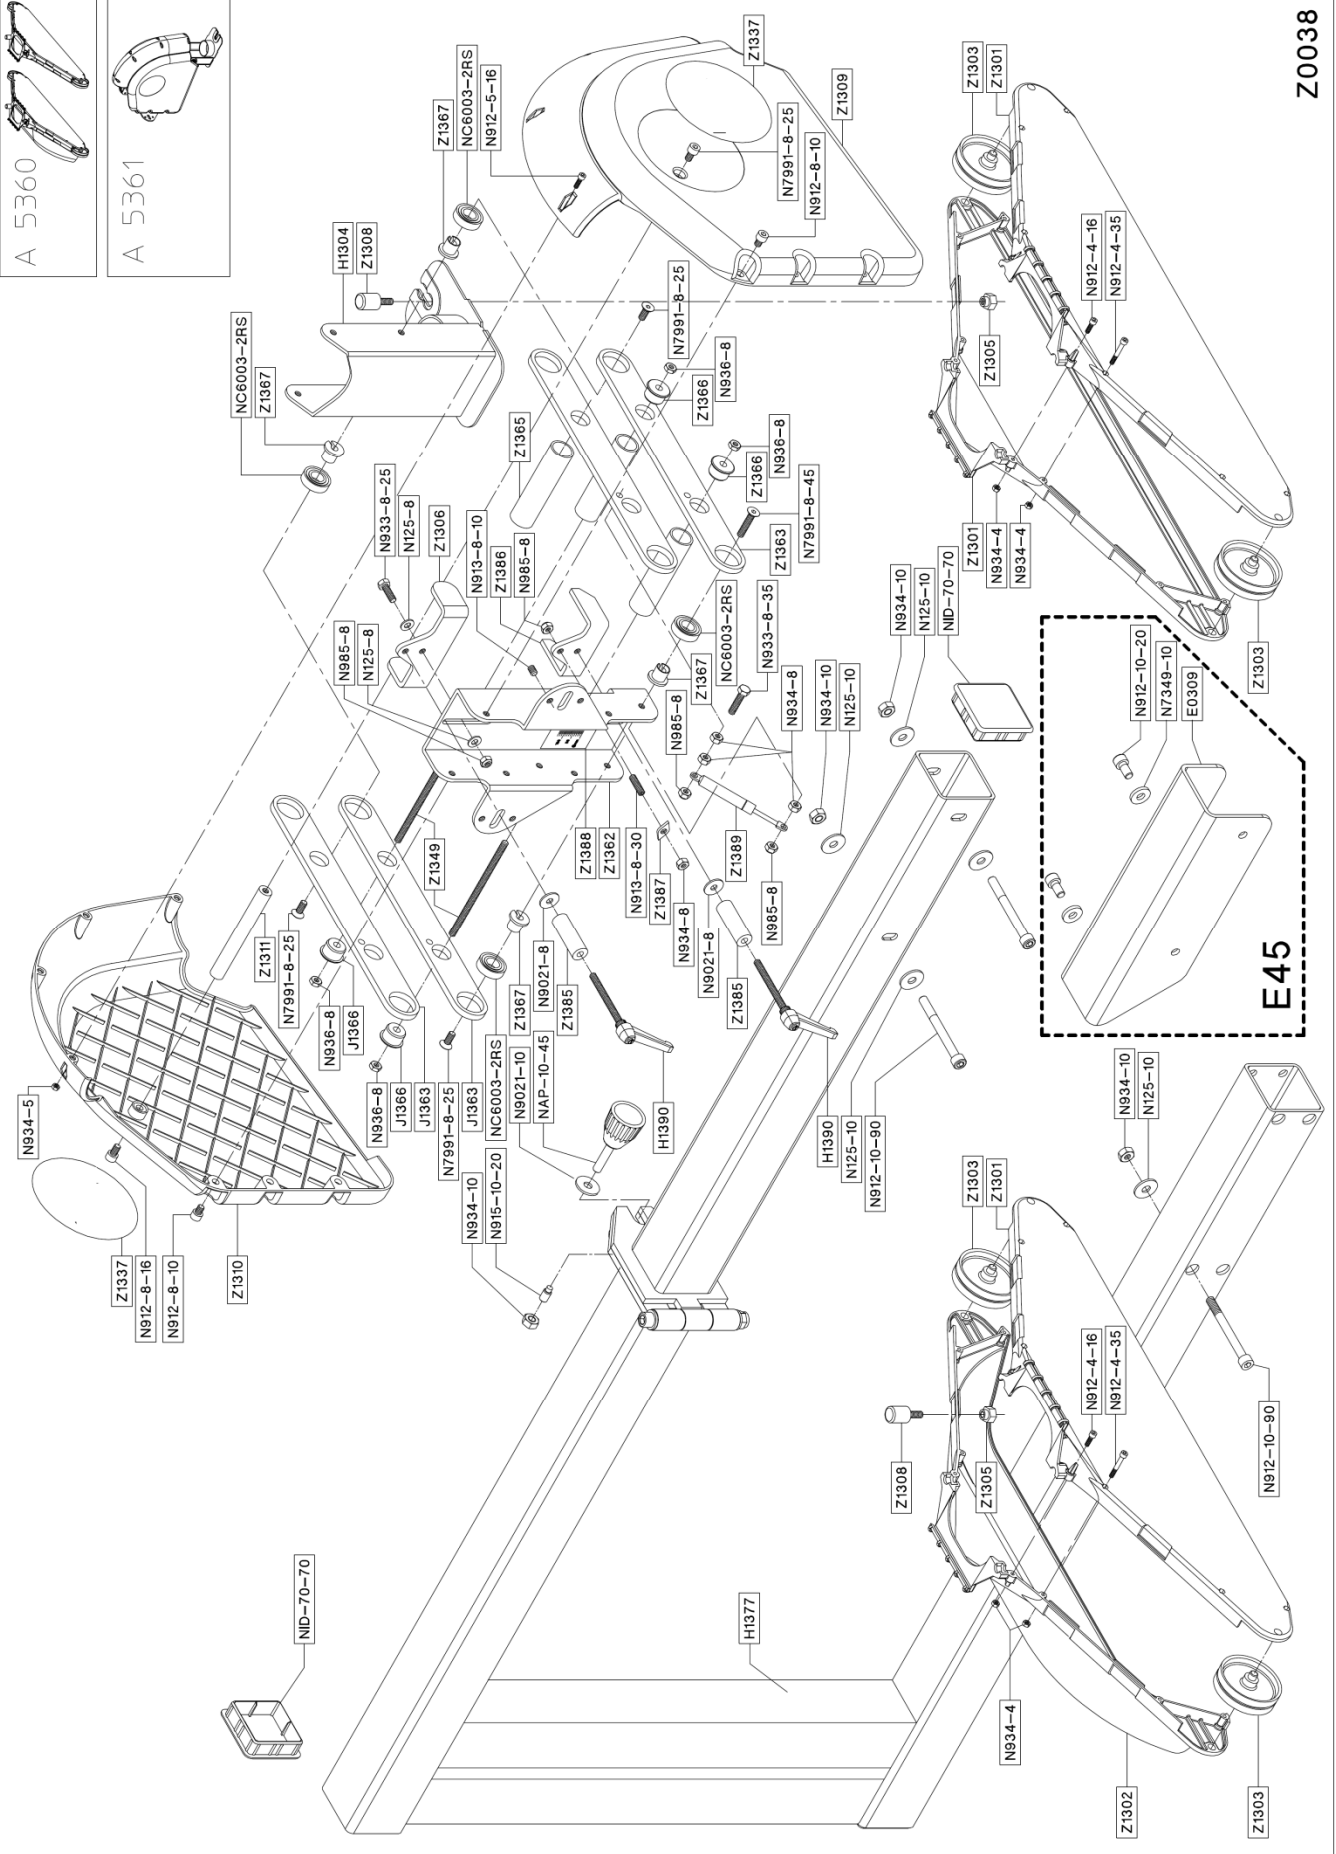 A 5360
A 5361
Z0038
NC6003-2RS
Z1367
H1304
Z1308
Z1367
NC6003-2RS
N912-5-16
Z1337
N7991-8-25
N912-8-10
Z1309
Z1303
Z1301
N912-4-16
N912-4-35
Z1305
Z1301
N934-4
N934-4
Z1303
N933-8-25
N125-8
Z1306
Z1365
N7991-8-25
N936-8
Z1366
N936-8
Z1366
N7991-8-45
Z1363
N913-8-10
Z1386
N985-8
NC6003-2RS
Z1367
N933-8-35
N985-8
N125-8
N985-8
N934-8
N934-10
N125-10
N934-10
N125-10
NID-70-70
N912-10-20
N7349-10
E0309
E45
Z1349
Z1388
Z1362
N913-8-30
Z1387
N934-8
Z1389
N985-8
N934-5
Z1337
N912-8-16
N912-8-10
Z1310
Z1311
N7991-8-25
N936-8
J1366
N936-8
J1366
J1363
N7991-8-25
J1363
NC6003-2RS
Z1367
N9021-8
Z1385
N9021-8
Z1385
H1390
H1390
N9021-10
NAP-10-45
N934-10
N915-10-20
N125-10
N912-10-90
N934-10
N125-10
Z1303
Z1301
N912-4-16
N912-4-35
N912-10-90
Z1308
Z1305
NID-70-70
H1377
N934-4
Z1302
Z1303